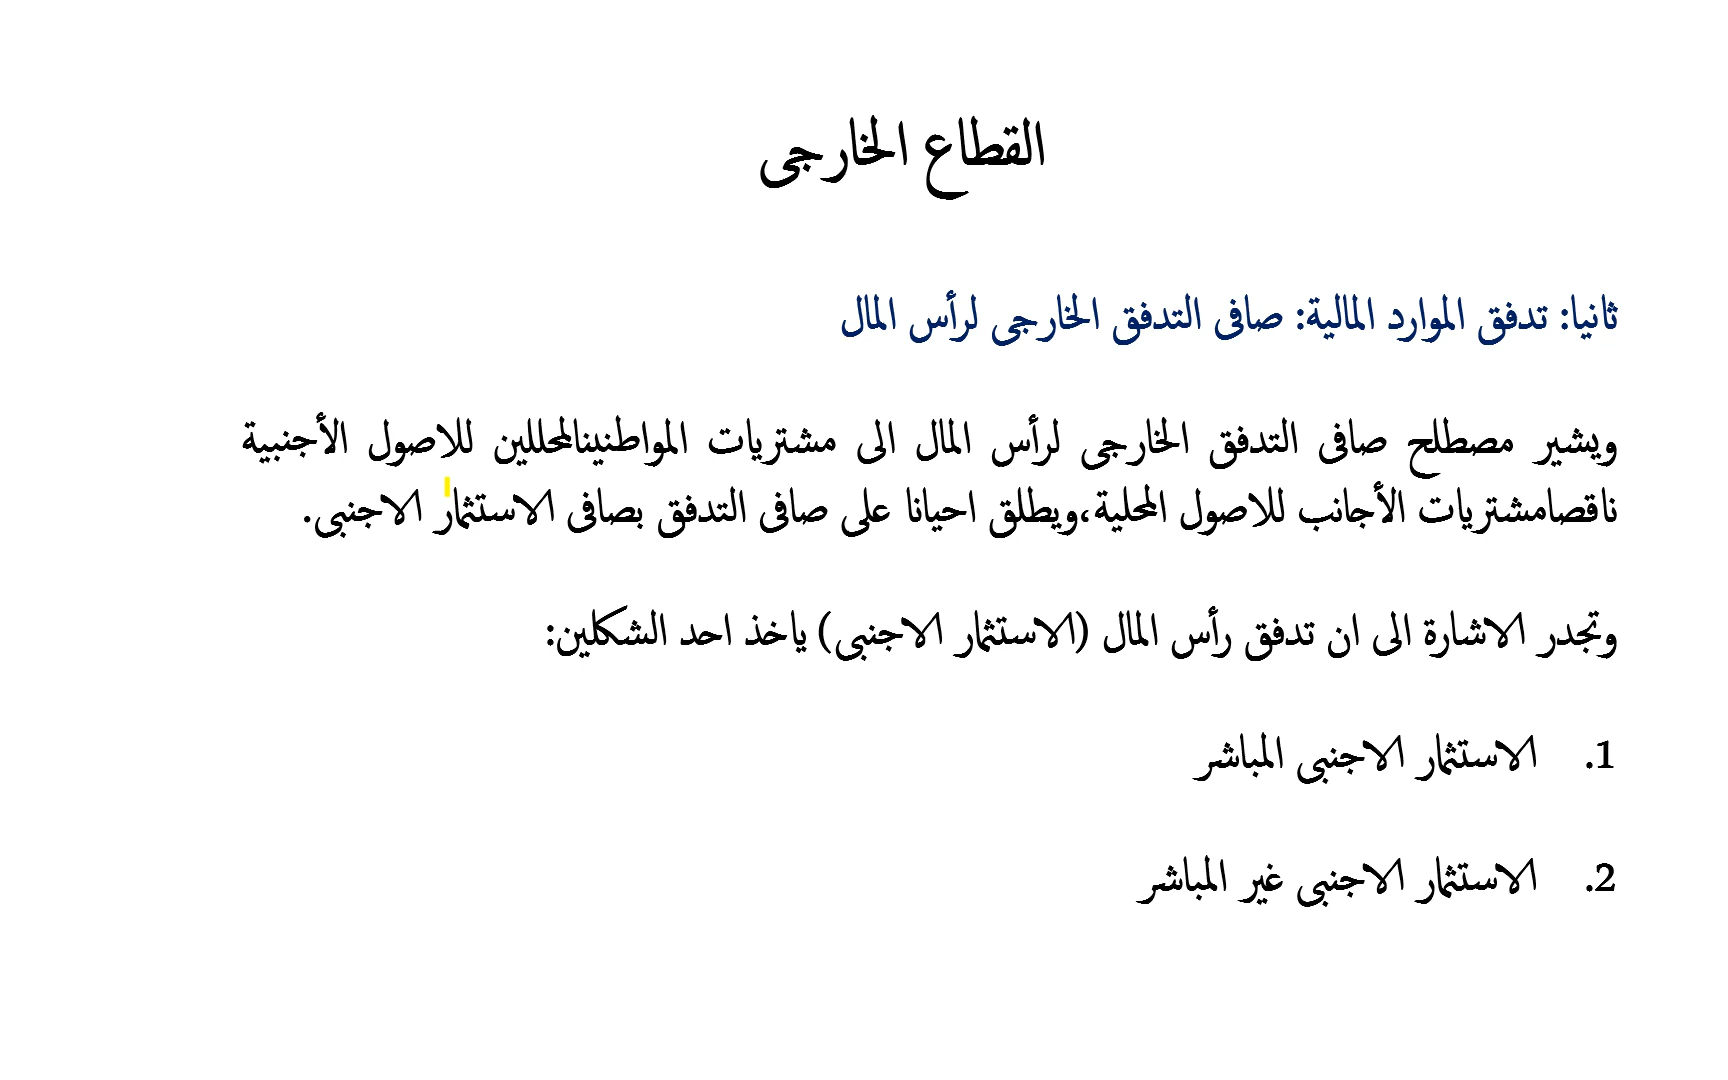 القطاع الخارجى
ثانيا: تدفق الموارد المالية: صافى التدفق الخارجى لرأس المال
ويشير مصطلح صافى التدفق الخارجى لرأس المال الى مشتريات المواطنينالمحللين للاصول الأجنبية
ناقصامشتريات الأجانب للاصول المحلية،ويطلق احيانا على صافى التدفق بصافى الاستثمار الاجنبى.
وتجدر الاشارة الى ان تدفق رأس المال (الاستثمار الاجنبى) ياخذ احد الشكلين:
1. الاستثمار الاجنبى المباشر
2. الاستثمار الاجنبى غير المباشر